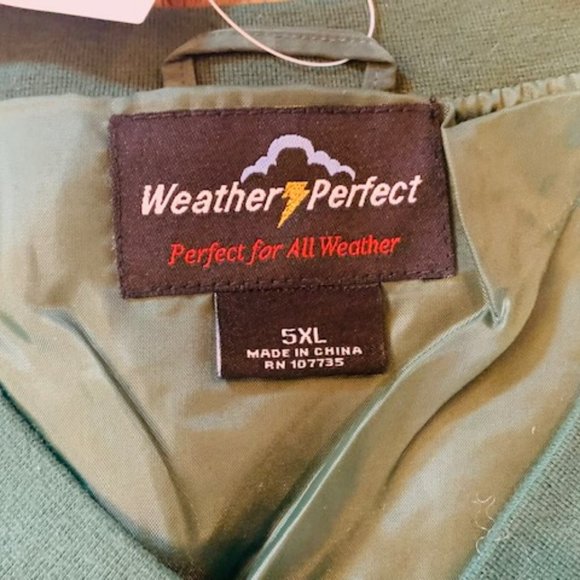 Weather Perfect
Perfect for All Weather
5XL
MADE IN CHINA
RN 107735